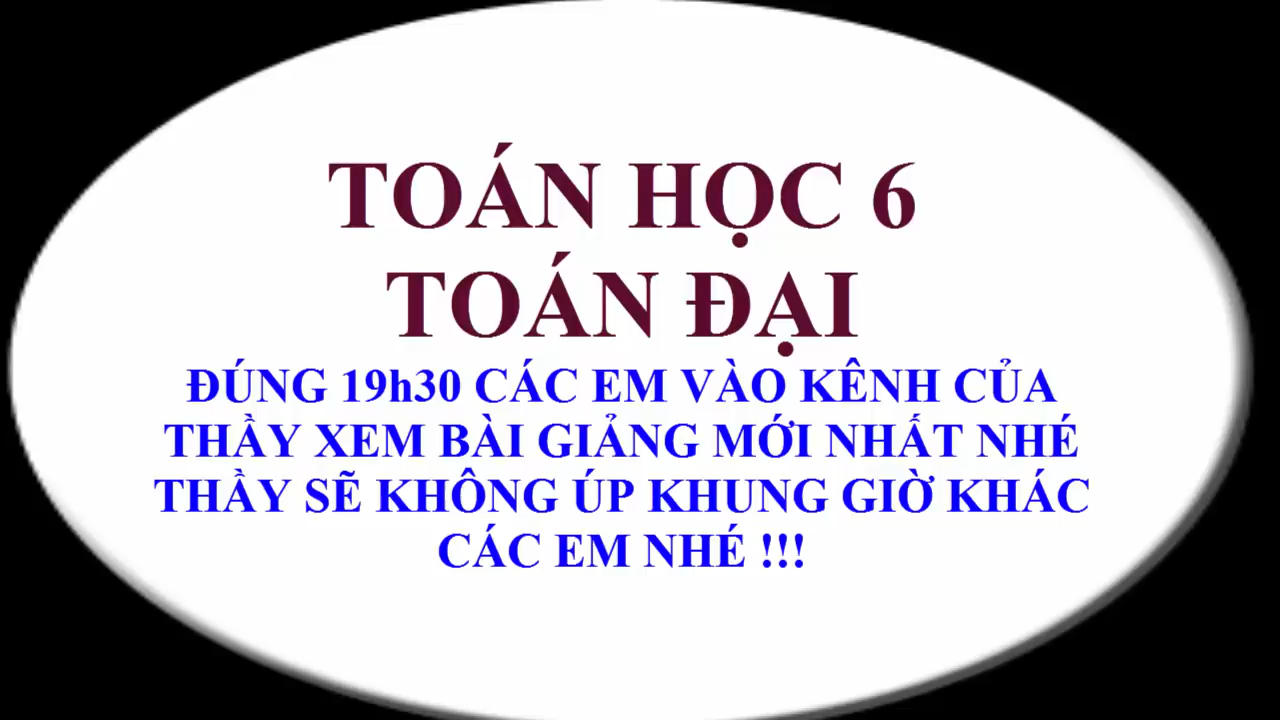 TOÁN HỌC 6
TOÁN ĐẠI
ĐÚNG 19h30 CÁC EM VÀO KÊNH CỦA
THẦY XEM BÀI GIẢNG MỚI NHẤT NHÉ
THẦY SẼ KHÔNG ÚP KHUNG GIỜ KHÁC
CÁC EM NHÉ !!!